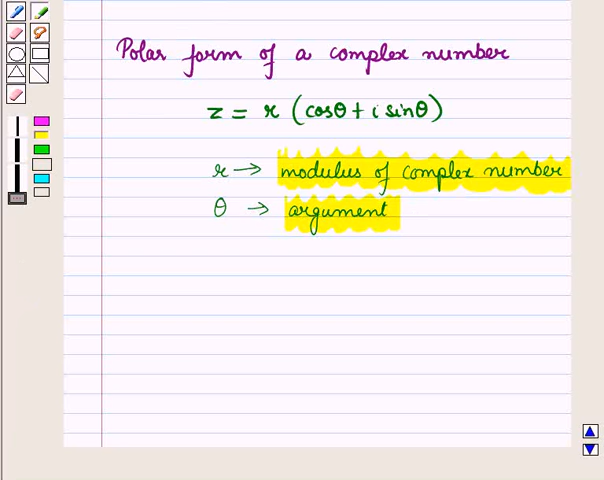 Polar form of a complex number
z = r (cosθ + i sinθ)
r → modulus of complex number
θ → argument